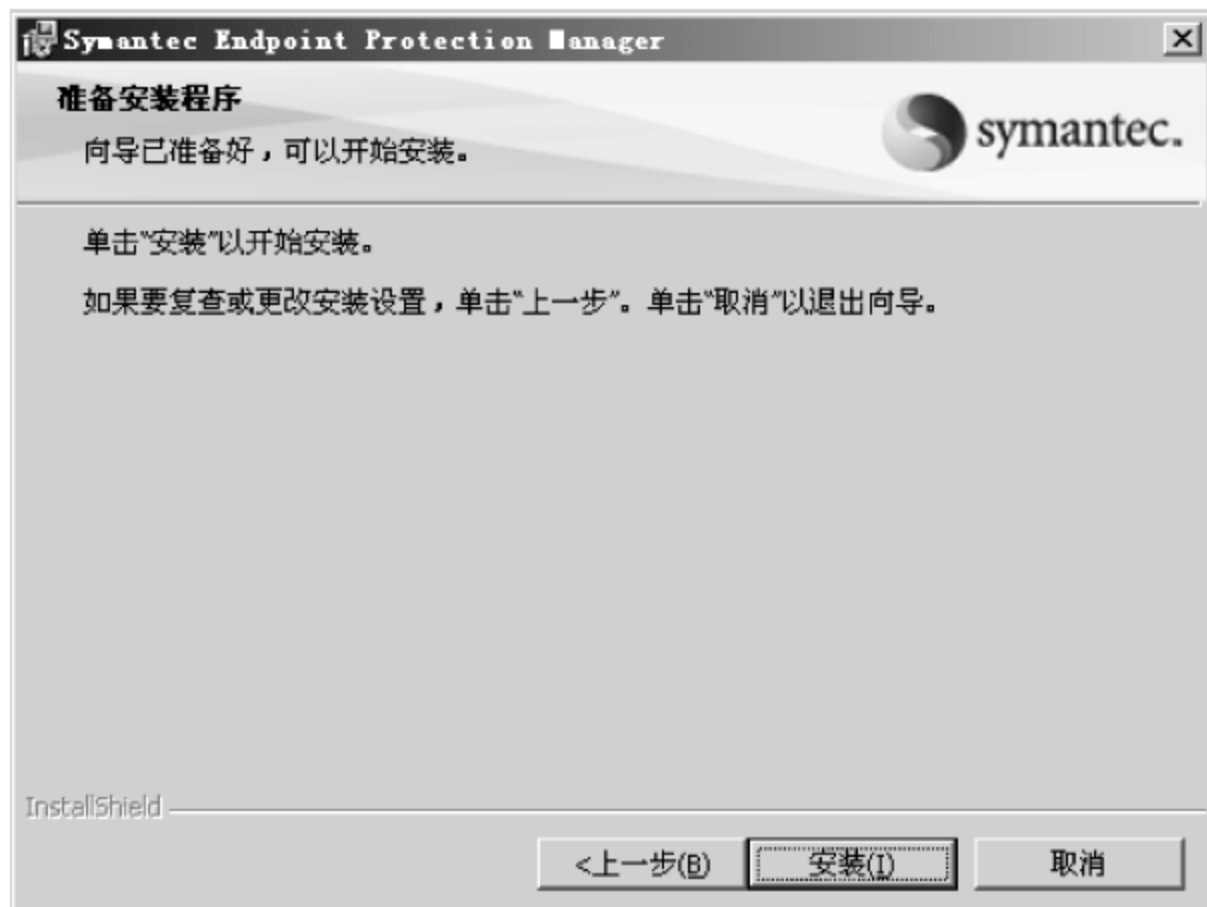 Symantec Endpoint Protection Manager
准备安装程序
向导已准备好，可以开始安装。
symantec.
单击“安装”以开始安装。
如果要复查或更改安装设置，单击“上一步”。单击“取消”以退出向导。
InstallShield
<上一步(B)
安装(I)
取消